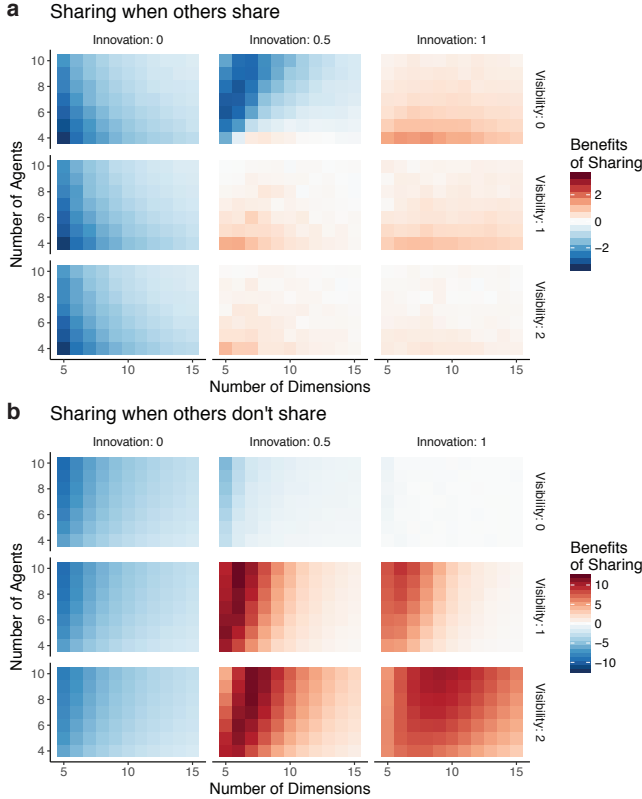 a Sharing when others share
Innovation: 0 Innovation: 0.5 Innovation: 1
10
8
6
4
Visibility: 0
10
8
6
4
Visibility: 1
10
8
6
4
Visibility: 2
Number of Agents
5 10 15 5 10 15 5 10 15
Number of Dimensions
Benefits
of Sharing
2
0
−2
b Sharing when others don't share
Innovation: 0 Innovation: 0.5 Innovation: 1
10
8
6
4
Visibility: 0
10
8
6
4
Visibility: 1
10
8
6
4
Visibility: 2
Number of Agents
5 10 15 5 10 15 5 10 15
Number of Dimensions
Benefits
of Sharing
10
5
0
−5
−10